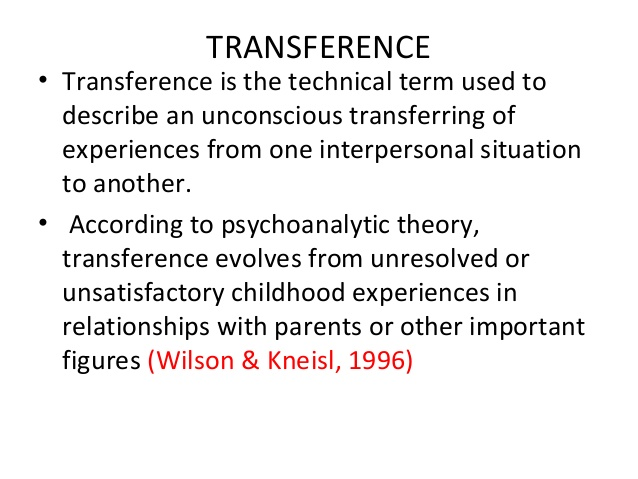 TRANSFERENCE
• Transference is the technical term used to
describe an unconscious transferring of
experiences from one interpersonal situation
to another.
• According to psychoanalytic theory,
transference evolves from unresolved or
unsatisfactory childhood experiences in
relationships with parents or other important
figures (Wilson & Kneisl, 1996)